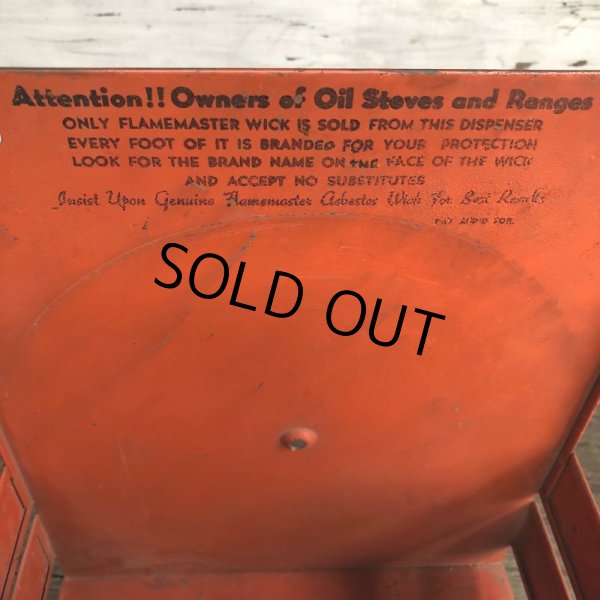 Attention!! Owners of Oil Stoves and Ranges
ONLY FLAMEMASTER WICK IS SOLD FROM THIS DISPENSER
EVERY FOOT OF IT IS BRANDED FOR YOUR PROTECTION
LOOK FOR THE BRAND NAME ON THE FACE OF THE WICK
AND ACCEPT NO SUBSTITUTES
Insist Upon Genuine Flamemaster Asbestos Wick For Best Results
FOR.
SOLD OUT